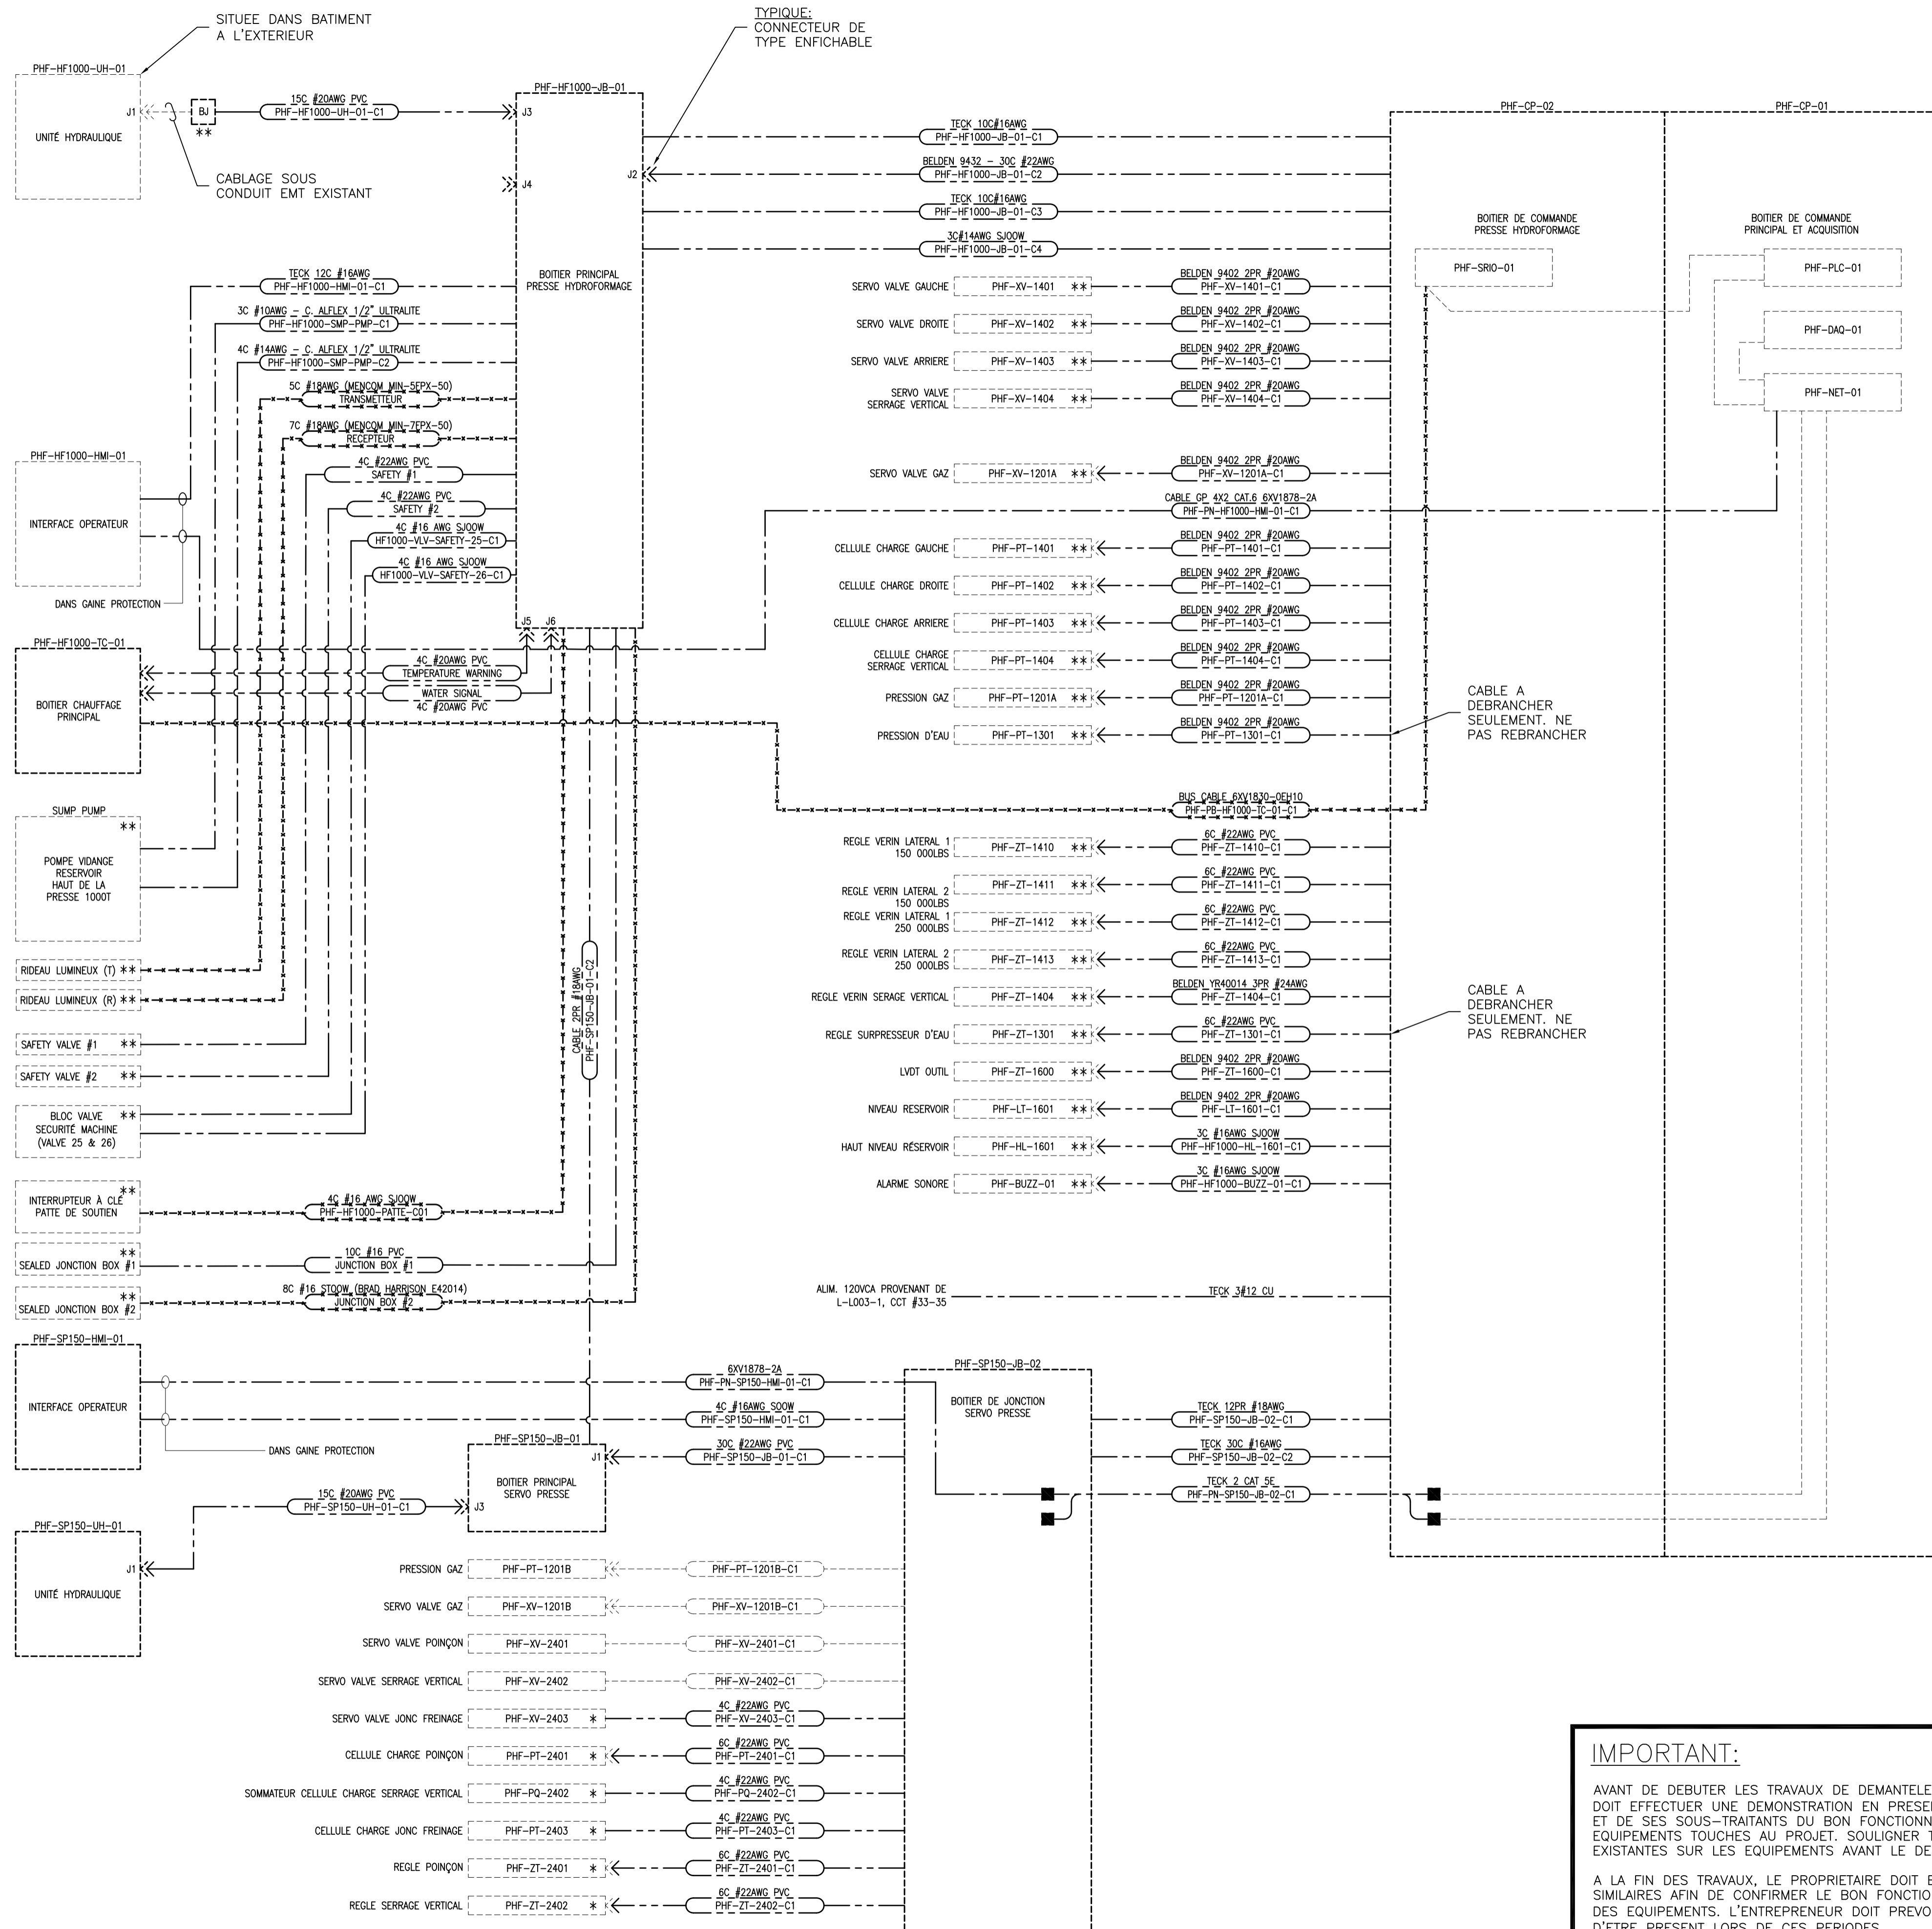 SITUEE DANS BATIMENT
A L'EXTERIEUR
TYPIQUE:
CONNECTEUR DE
TYPE ENFICHABLE
PHF-HF1000-UH-01
J1
UNITÉ HYDRAULIQUE
BJ
**
15C #20AWG PVC
PHF-HF1000-UH-01-C1
CABLAGE SOUS
CONDUIT EMT EXISTANT
PHF-HF1000-JB-01
J3
J4
J2
BOITIER PRINCIPAL
PRESSE HYDROFORMAGE
J5
J6
TECK 10C#16AWG
PHF-HF1000-JB-01-C1
BELDEN 9432 - 30C #22AWG
PHF-HF1000-JB-01-C2
TECK 10C#16AWG
PHF-HF1000-JB-01-C3
3C#14AWG SJOOW
PHF-HF1000-JB-01-C4
PHF-CP-02
PHF-CP-01
BOITIER DE COMMANDE
PRESSE HYDROFORMAGE
PHF-SRIO-01
BOITIER DE COMMANDE
PRINCIPAL ET ACQUISITION
PHF-PLC-01
PHF-DAQ-01
PHF-NET-01
TECK 12C #16AWG
PHF-HF1000-HMI-01-C1
3C #10AWG - C. ALFLEX 1/2" ULTRALITE
PHF-HF1000-SMP-PMP-C1
4C #14AWG - C. ALFLEX 1/2" ULTRALITE
PHF-HF1000-SMP-PMP-C2
5C #18AWG (MENCOM MIN-5FPX-50)
TRANSMETTEUR
7C #18AWG (MENCOM MIN-7FPX-50)
RECEPTEUR
4C #22AWG PVC
SAFETY #1
4C #22AWG PVC
SAFETY #2
4C #16 AWG SJOOW
HF1000-VLV-SAFETY-25-C1
4C #16 AWG SJOOW
HF1000-VLV-SAFETY-26-C1
PHF-HF1000-HMI-01
INTERFACE OPERATEUR
DANS GAINE PROTECTION
PHF-HF1000-TC-01
BOITIER CHAUFFAGE
PRINCIPAL
4C #20AWG PVC
TEMPERATURE WARNING
WATER SIGNAL
4C #20AWG PVC
SUMP PUMP
**
POMPE VIDANGE
RESERVOIR
HAUT DE LA
PRESSE 1000T
RIDEAU LUMINEUX (T) **
RIDEAU LUMINEUX (R) **
SAFETY VALVE #1 **
SAFETY VALVE #2 **
BLOC VALVE **
SECURITÉ MACHINE
(VALVE 25 & 26)
**
INTERRUPTEUR À CLÉ
PATTE DE SOUTIEN
4C #16 AWG SJOOW
PHF-HF1000-PATTE-C01
**
SEALED JONCTION BOX #1
10C #16 PVC
JUNCTION BOX #1
**
SEALED JONCTION BOX #2
8C #16 STOOW (BRAD HARRISON E42014)
JUNCTION BOX #2
CABLE 2PR #18AWG
PHF-SP150-JB-01-C2
SERVO VALVE GAUCHE PHF-XV-1401 **
BELDEN 9402 2PR #20AWG
PHF-XV-1401-C1
SERVO VALVE DROITE PHF-XV-1402 **
BELDEN 9402 2PR #20AWG
PHF-XV-1402-C1
SERVO VALVE ARRIERE PHF-XV-1403 **
BELDEN 9402 2PR #20AWG
PHF-XV-1403-C1
SERVO VALVE
SERRAGE VERTICAL PHF-XV-1404 **
BELDEN 9402 2PR #20AWG
PHF-XV-1404-C1
SERVO VALVE GAZ PHF-XV-1201A **
BELDEN 9402 2PR #20AWG
PHF-XV-1201A-C1
CABLE GP 4X2 CAT.6 6XV1878-2A
PHF-PN-HF1000-HMI-01-C1
CELLULE CHARGE GAUCHE PHF-PT-1401 **
BELDEN 9402 2PR #20AWG
PHF-PT-1401-C1
CELLULE CHARGE DROITE PHF-PT-1402 **
BELDEN 9402 2PR #20AWG
PHF-PT-1402-C1
CELLULE CHARGE ARRIERE PHF-PT-1403 **
BELDEN 9402 2PR #20AWG
PHF-PT-1403-C1
CELLULE CHARGE
SERRAGE VERTICAL PHF-PT-1404 **
BELDEN 9402 2PR #20AWG
PHF-PT-1404-C1
PRESSION GAZ PHF-PT-1201A **
BELDEN 9402 2PR #20AWG
PHF-PT-1201A-C1
PRESSION D'EAU PHF-PT-1301 **
BELDEN 9402 2PR #20AWG
PHF-PT-1301-C1
CABLE A
DEBRANCHER
SEULEMENT. NE
PAS REBRANCHER
BUS CABLE 6XV1830-0EH10
PHF-PB-HF1000-TC-01-C1
REGLE VERIN LATERAL 1
150 000LBS
PHF-ZT-1410 **
6C #22AWG PVC
PHF-ZT-1410-C1
REGLE VERIN LATERAL 2
150 000LBS
PHF-ZT-1411 **
6C #22AWG PVC
PHF-ZT-1411-C1
REGLE VERIN LATERAL 1
250 000LBS
PHF-ZT-1412 **
6C #22AWG PVC
PHF-ZT-1412-C1
REGLE VERIN LATERAL 2
250 000LBS
PHF-ZT-1413 **
6C #22AWG PVC
PHF-ZT-1413-C1
REGLE VERIN SERAGE VERTICAL PHF-ZT-1404 **
BELDEN YR40014 3PR #24AWG
PHF-ZT-1404-C1
REGLE SURPRESSEUR D'EAU PHF-ZT-1301 **
6C #22AWG PVC
PHF-ZT-1301-C1
CABLE A
DEBRANCHER
SEULEMENT. NE
PAS REBRANCHER
LVDT OUTIL PHF-ZT-1600 **
BELDEN 9402 2PR #20AWG
PHF-ZT-1600-C1
NIVEAU RESERVOIR PHF-LT-1601 **
BELDEN 9402 2PR #20AWG
PHF-LT-1601-C1
HAUT NIVEAU RÉSERVOIR PHF-HL-1601 **
3C #16AWG SJOOW
PHF-HF1000-HL-1601-C1
ALARME SONORE PHF-BUZZ-01 **
3C #16AWG SJOOW
PHF-HF1000-BUZZ-01-C1
ALIM. 120VCA PROVENANT DE
L-L003-1, CCT #33-35
TECK 3#12 CU
PHF-SP150-HMI-01
INTERFACE OPERATEUR
DANS GAINE PROTECTION
6XV1878-2A
PHF-PN-SP150-HMI-01-C1
4C #16AWG SOOW
PHF-SP150-HMI-01-C1
30C #22AWG PVC
PHF-SP150-JB-01-C1
PHF-SP150-JB-02
BOITIER DE JONCTION
SERVO PRESSE
TECK 12PR #18AWG
PHF-SP150-JB-02-C1
TECK 30C #16AWG
PHF-SP150-JB-02-C2
TECK 2 CAT 5E
PHF-PN-SP150-JB-02-C1
PHF-SP150-JB-01
J1
BOITIER PRINCIPAL
SERVO PRESSE
J3
15C #20AWG PVC
PHF-SP150-UH-01-C1
PHF-SP150-UH-01
J1
UNITÉ HYDRAULIQUE
PRESSION GAZ PHF-PT-1201B PHF-PT-1201B-C1
SERVO VALVE GAZ PHF-XV-1201B PHF-XV-1201B-C1
SERVO VALVE POINÇON PHF-XV-2401 PHF-XV-2401-C1
SERVO VALVE SERRAGE VERTICAL PHF-XV-2402 PHF-XV-2402-C1
SERVO VALVE JONC FREINAGE PHF-XV-2403 *
4C #22AWG PVC
PHF-XV-2403-C1
CELLULE CHARGE POINÇON PHF-PT-2401 *
6C #22AWG PVC
PHF-PT-2401-C1
SOMMATEUR CELLULE CHARGE SERRAGE VERTICAL PHF-PQ-2402 *
4C #22AWG PVC
PHF-PQ-2402-C1
CELLULE CHARGE JONC FREINAGE PHF-PT-2403 *
4C #22AWG PVC
PHF-PT-2403-C1
REGLE POINÇON PHF-ZT-2401 *
6C #22AWG PVC
PHF-ZT-2401-C1
REGLE SERRAGE VERTICAL PHF-ZT-2402 *
6C #22AWG PVC
PHF-ZT-2402-C1
IMPORTANT:
AVANT DE DEBUTER LES TRAVAUX DE DEMANTELE
DOIT EFFECTUER UNE DEMONSTRATION EN PRESE
ET DE SES SOUS-TRAITANTS DU BON FONCTIONN
EQUIPEMENTS TOUCHES AU PROJET. SOULIGNER T
EXISTANTES SUR LES EQUIPEMENTS AVANT LE DE
A LA FIN DES TRAVAUX, LE PROPRIETAIRE DOIT E
SIMILAIRES AFIN DE CONFIRMER LE BON FONCTIO
DES EQUIPEMENTS. L'ENTREPRENEUR DOIT PREVO
D'ETRE PRESENT LORS DE CES PERIODES